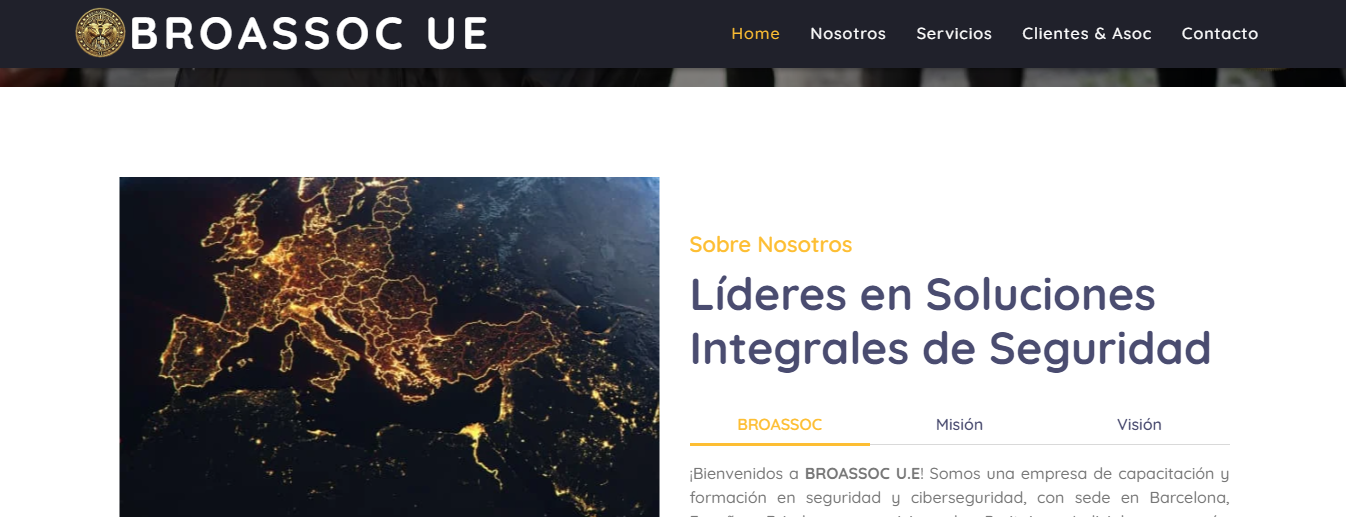 BROASSOC UE
Home Nosotros Servicios Clientes & Asoc Contacto
Sobre Nosotros
Líderes en Soluciones
Integrales de Seguridad
BROASSOC Misión Visión
¡Bienvenidos a BROASSOC U.E! Somos una empresa de capacitación y
formación en seguridad y ciberseguridad, con sede en Barcelona,